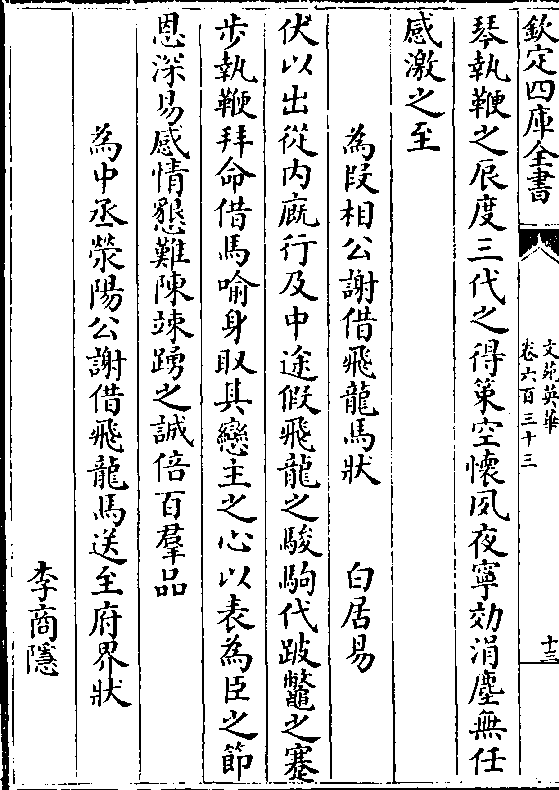 欽定四庫全書
文苑英華
卷六百三十三
十三
琴執鞭之辰度三代之得策空懷夙夜寧効涓塵無任
感激之至
為段相公謝借飛龍馬狀 白居易
伏以出從内廐行及中途假飛龍之駿駒代跛鼈之蹇
步執鞭拜命借馬喻身取其戀主之心以表為臣之節
恩深易感情懇難陳竦踴之誠倍百羣品
為中丞滎陽公謝借飛龍馬送至府界狀
李商隱